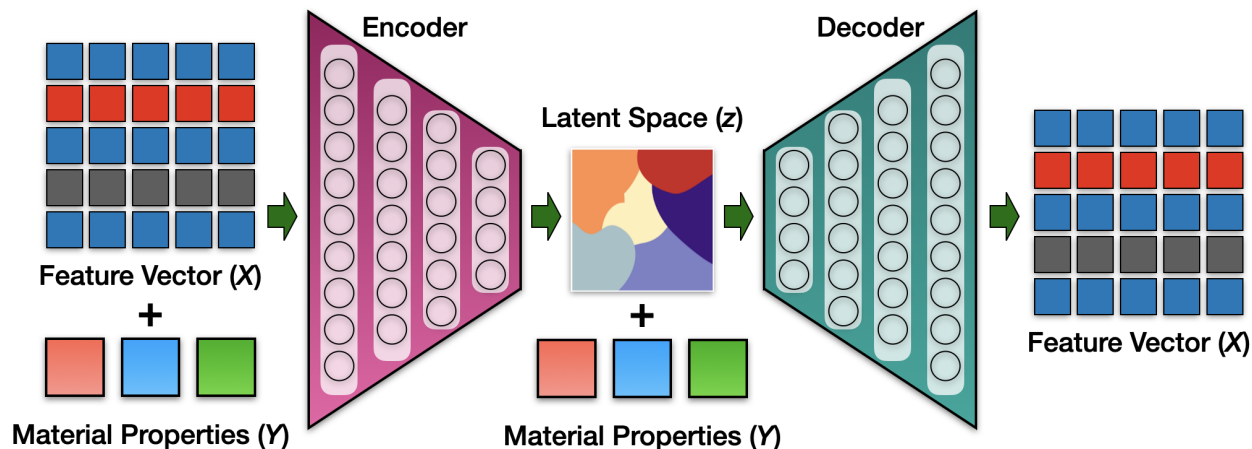 Encoder
Decoder
Latent Space (z)
Feature Vector (X)
+
Material Properties (Y)
+
Material Properties (Y)
Feature Vector (X)